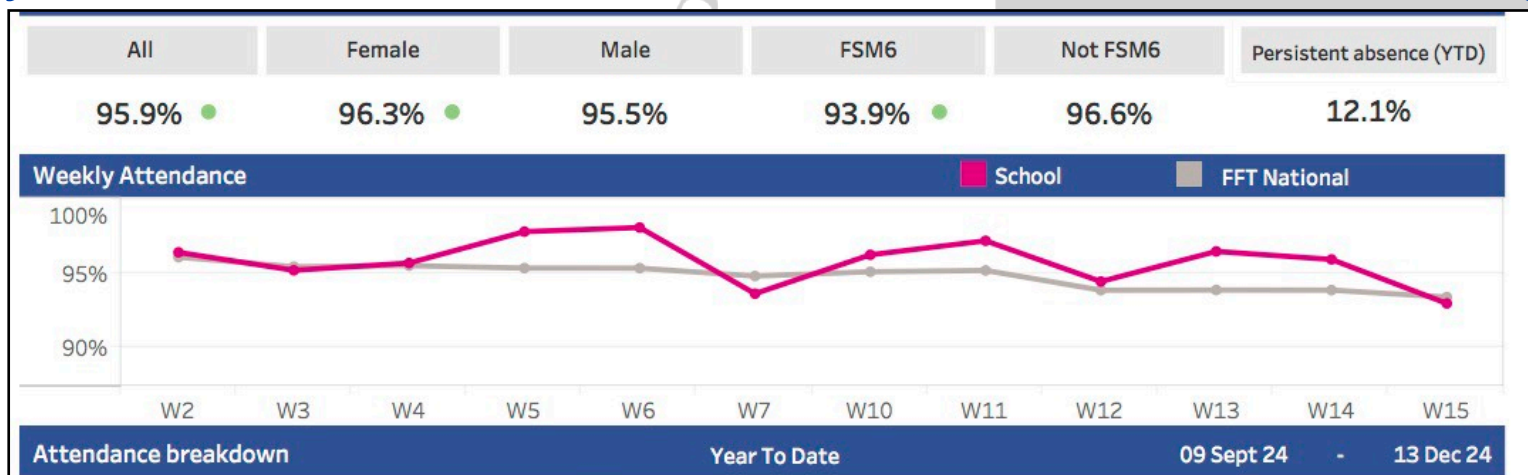 All Female Male FSM6 Not FSM6 Persistent absence (YTD)
95.9% 96.3% 95.5% 93.9% 96.6% 12.1%
Weekly Attendance School FFT National
100%
95%
90%
W2 W3 W4 W5 W6 W7 W10 W11 W12 W13 W14 W15
Attendance breakdown Year To Date 09 Sept 24 - 13 Dec 24